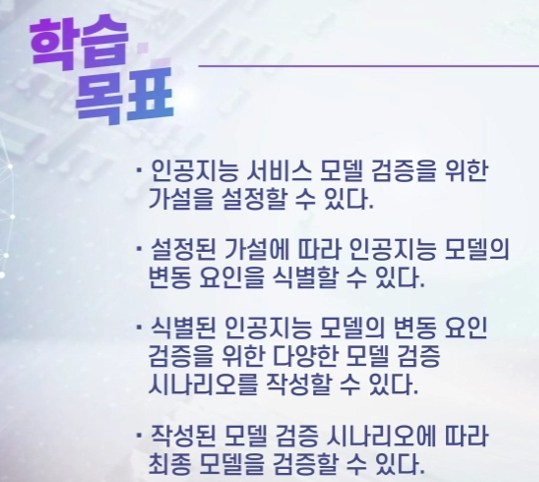 학습
목표
· 인공지능 서비스 모델 검증을 위한
가설을 설정할 수 있다.
· 설정된 가설에 따라 인공지능 모델의
변동 요인을 식별할 수 있다.
· 식별된 인공지능 모델의 변동 요인
검증을 위한 다양한 모델 검증
시나리오를 작성할 수 있다.
· 작성된 모델 검증 시나리오에 따라
최종 모델을 검증할 수 있다.